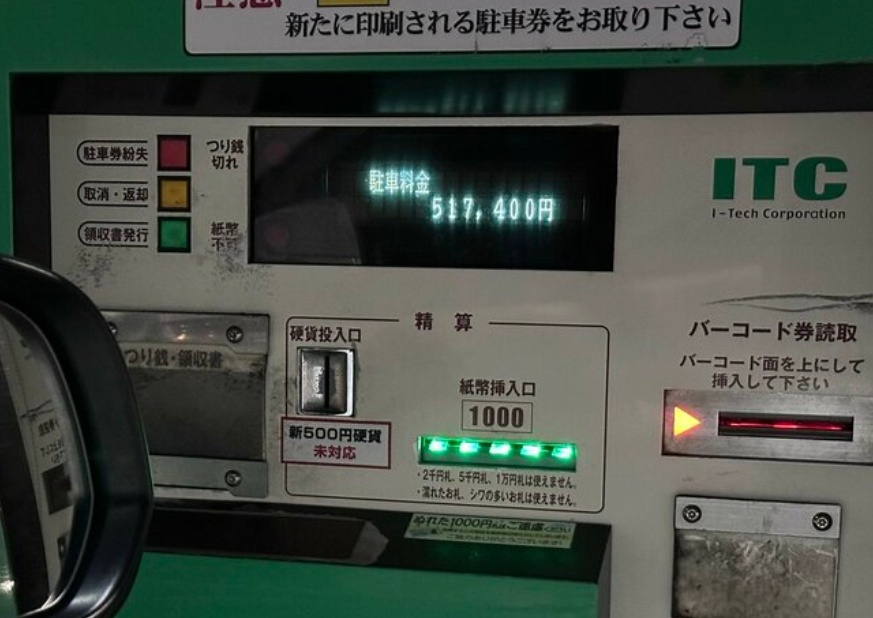 新たに印刷される駐車券をお取り下さい
駐車券紛失
取消・返却
領収書発行
つり銭
切れ
紙幣
駐車料金
517,400円
ITC
I-Tech Corporation
精算
硬貨投入口
新500円硬貨
未対応
紙幣挿入口
1000
・2千円札、5千円札、1万円札は使えません。
・濡れたお札、シワの多いお札は使えません。
つり銭・領収書
バーコード券読取
バーコード面を上にして
挿入して下さい